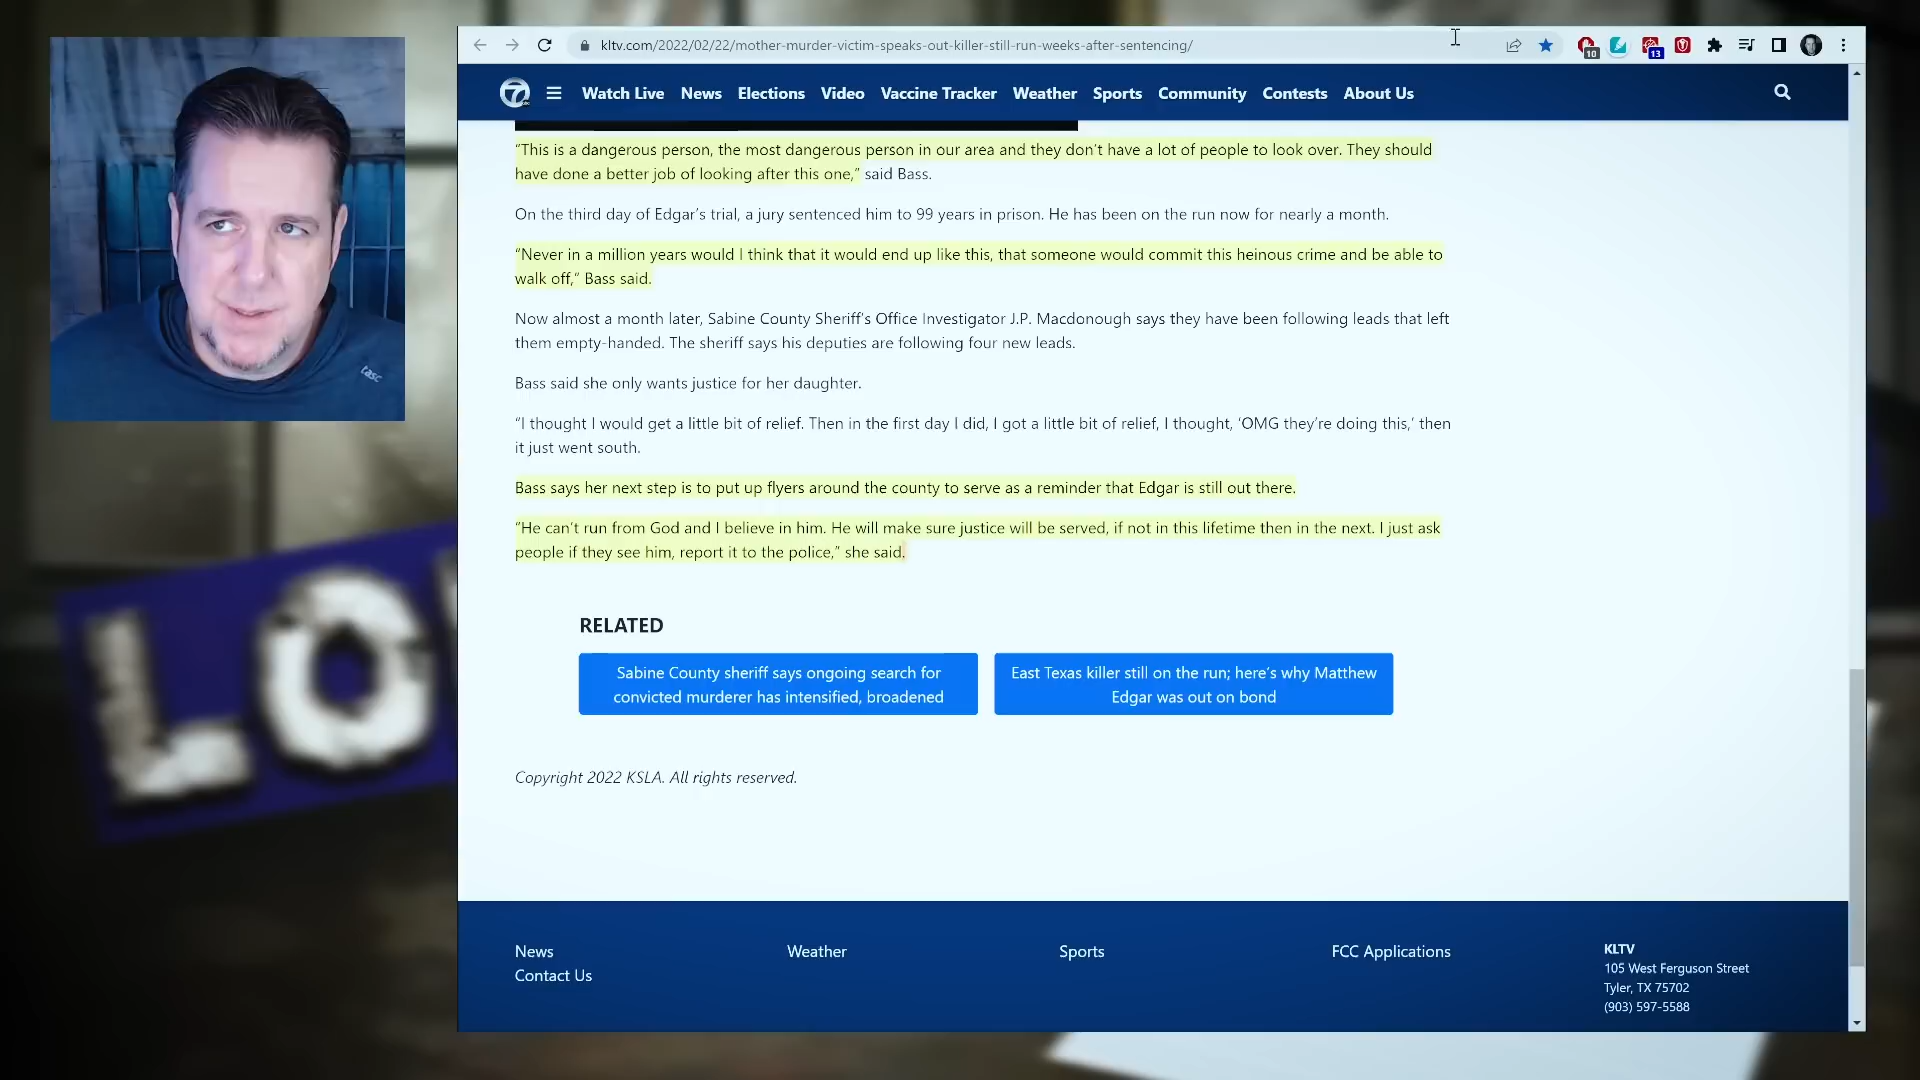 kltv.com/2022/02/22/mother-murder-victim-speaks-out-killer-still-run-weeks-after-sentencing/
10
13
7
Watch Live News Elections Video Vaccine Tracker Weather Sports Community Contests About Us
“This is a dangerous person, the most dangerous person in our area and they don’t have a lot of people to look over. They should
have done a better job of looking after this one,” said Bass.
On the third day of Edgar’s trial, a jury sentenced him to 99 years in prison. He has been on the run now for nearly a month.
“Never in a million years would I think that it would end up like this, that someone would commit this heinous crime and be able to
walk off,” Bass said.
Now almost a month later, Sabine County Sheriff’s Office Investigator J.P. Macdonough says they have been following leads that left
them empty-handed. The sheriff says his deputies are following four new leads.
Bass said she only wants justice for her daughter.
“I thought I would get a little bit of relief. Then in the first day I did, I got a little bit of relief, I thought, ‘OMG they’re doing this,’ then
it just went south.
Bass says her next step is to put up flyers around the county to serve as a reminder that Edgar is still out there.
“He can’t run from God and I believe in him. He will make sure justice will be served, if not in this lifetime then in the next. I just ask
people if they see him, report it to the police,” she said.
RELATED
Sabine County sheriff says ongoing search for
convicted murderer has intensified, broadened
East Texas killer still on the run; here’s why Matthew
Edgar was out on bond
Copyright 2022 KSLA. All rights reserved.
News
Contact Us
Weather
Sports
FCC Applications
KLTV
105 West Ferguson Street
Tyler, TX 75702
(903) 597-5588
tasc
LO